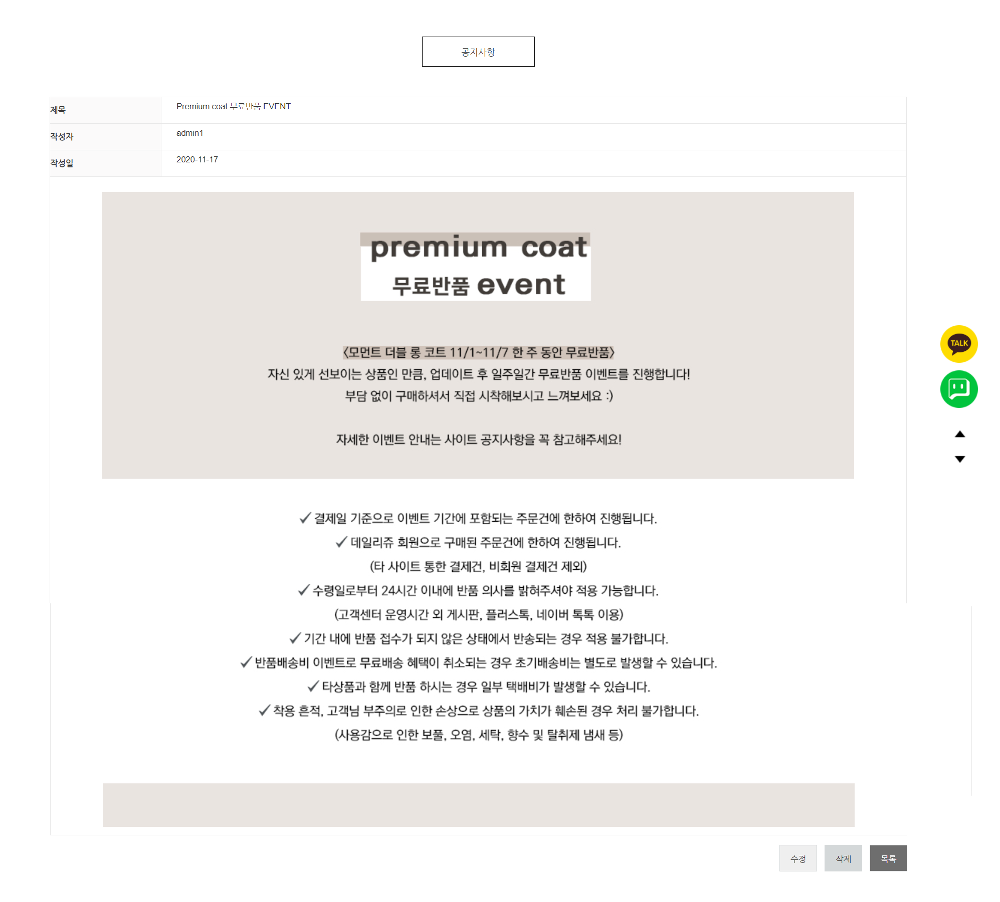 공지사항
제목 Premium coat 무료반품 EVENT
작성자 admin1
작성일 2020-11-17
premium coat
무료반품 event
<모먼트 더블 롱 코트 11/1~11/7 한 주 동안 무료반품>
자신 있게 선보이는 상품인 만큼, 업데이트 후 일주일간 무료반품 이벤트를 진행합니다!
부담 없이 구매하셔서 직접 시착해보시고 느껴보세요 :)
자세한 이벤트 안내는 사이트 공지사항을 꼭 참고해주세요!
TALK
✓ 결제일 기준으로 이벤트 기간에 포함되는 주문건에 한하여 진행됩니다.
✓ 데일리쥬 회원으로 구매된 주문건에 한하여 진행됩니다.
(타 사이트 통한 결제건, 비회원 결제건 제외)
✓ 수령일로부터 24시간 이내에 반품 의사를 밝혀주셔야 적용 가능합니다.
(고객센터 운영시간 외 게시판, 플러스톡, 네이버 톡톡 이용)
✓ 기간 내에 반품 접수가 되지 않은 상태에서 반송되는 경우 적용 불가합니다.
✓ 반품배송비 이벤트로 무료배송 혜택이 취소되는 경우 초기배송비는 별도로 발생할 수 있습니다.
✓ 타상품과 함께 반품 하시는 경우 일부 택배비가 발생할 수 있습니다.
✓ 착용 흔적, 고객님 부주의로 인한 손상으로 상품의 가치가 훼손된 경우 처리 불가합니다.
(사용감으로 인한 보풀, 오염, 세탁, 향수 및 탈취제 냄새 등)
수정 삭제 목록